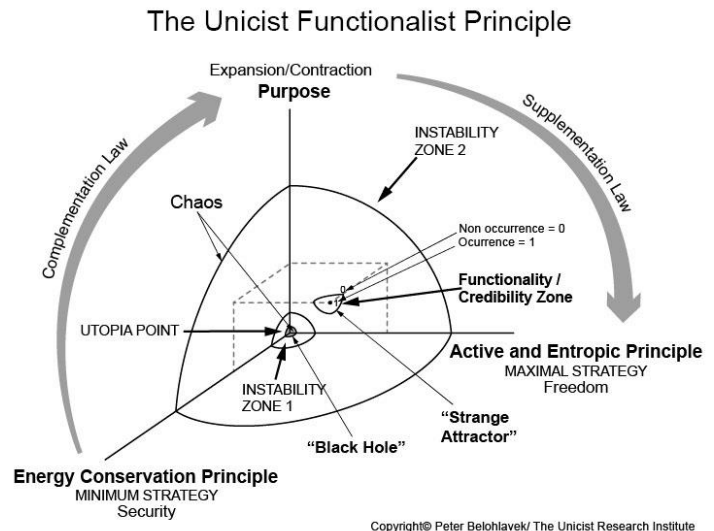 The Unicist Functionalist Principle
Expansion/Contraction
Purpose
Complementation Law
Supplementation Law
INSTABILITY
ZONE 2
Chaos
Non occurrence = 0
Ocurrence = 1
0
1
Functionality /
Credibility Zone
UTOPIA POINT
Active and Entropic Principle
MAXIMAL STRATEGY
Freedom
INSTABILITY
ZONE 1
"Strange
Attractor"
"Black Hole"
Energy Conservation Principle
MINIMUM STRATEGY
Security
Copyright© Peter Belohlavek/ The Unicist Research Institute